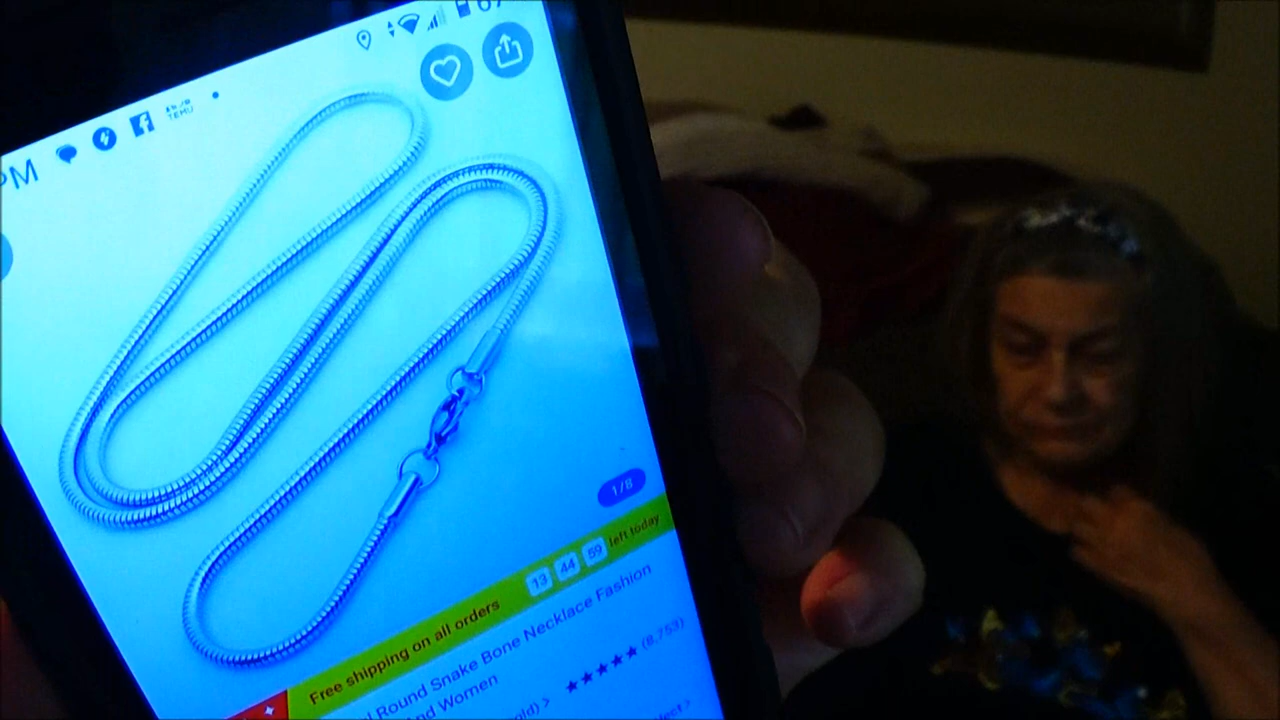 PM
TEMU
1/8
Free shipping on all orders 13 44 59 left today
Round Snake Bone Necklace Fashion
And Women
(8,753)